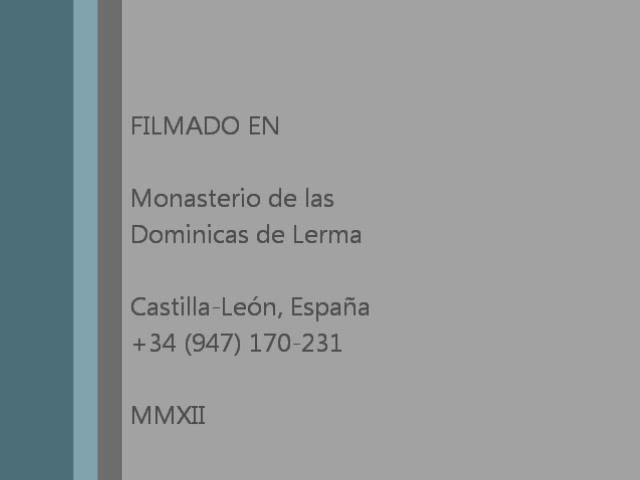 FILMADO EN
Monasterio de las
Dominicas de Lerma
Castilla-León, España
+34 (947) 170-231
MMXII